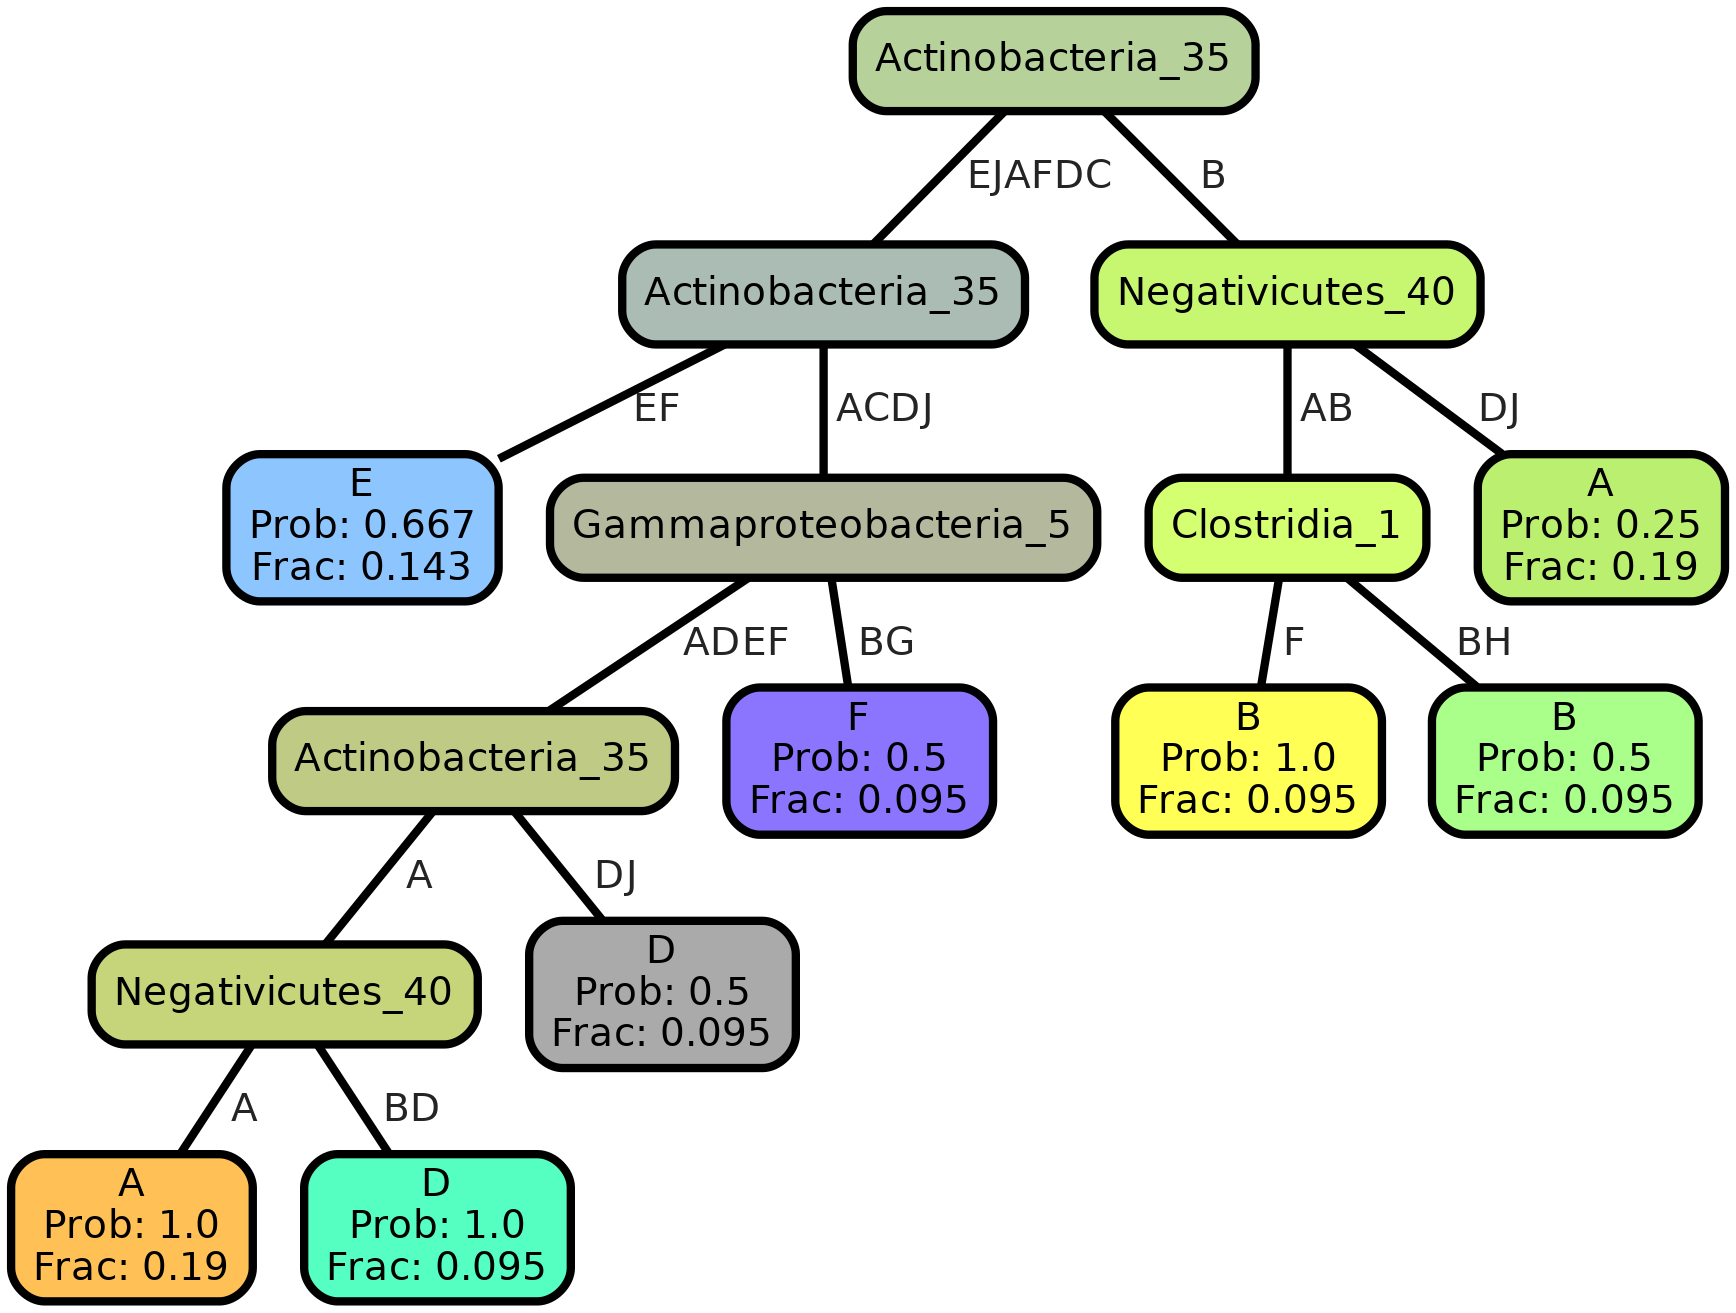 Actinobacteria_35
EJAFDC
B
Actinobacteria_35
Negativicutes_40
EF
ACDJ
AB
DJ
E
Prob: 0.667
Frac: 0.143
Gammaproteobacteria_5
Clostridia_1
A
Prob: 0.25
Frac: 0.19
ADEF
BG
F
BH
Actinobacteria_35
F
Prob: 0.5
Frac: 0.095
B
Prob: 1.0
Frac: 0.095
B
Prob: 0.5
Frac: 0.095
A
DJ
Negativicutes_40
D
Prob: 0.5
Frac: 0.095
A
BD
A
Prob: 1.0
Frac: 0.19
D
Prob: 1.0
Frac: 0.095